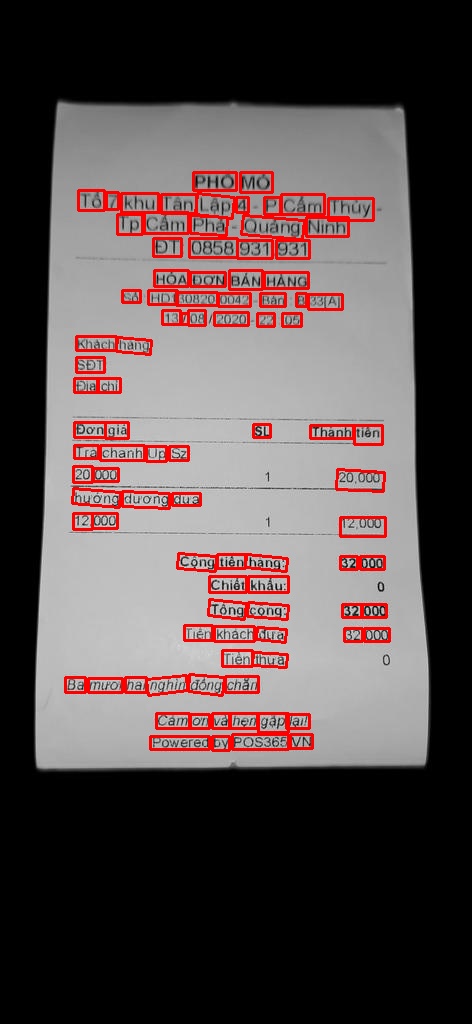 PHỐ MỎ
Tổ 7 khu Tân Lập 4 - P Cẩm Thủy -
Tp Cẩm Phả - Quảng Ninh
ĐT 0858 931 931
HÓA ĐƠN BÁN HÀNG
Số HD130820 0042 - Bàn : B 33[A]
13/08/2020 - 22 05
Khách hàng
SĐT
Địa chỉ
Đơn giá SL Thành tiền
Tra chanh Up Sz
20,000 1 20,000
hướng dương dừa
12,000 1 12,000
Cộng tiền hàng: 32,000
Chiết khấu: 0
Tổng cộng: 32,000
Tiền khách đưa 32,000
Tiền thừa 0
Ba mươi hai nghìn đồng chẵn
Cảm ơn và hẹn gặp lại!
Powered by POS365.VN